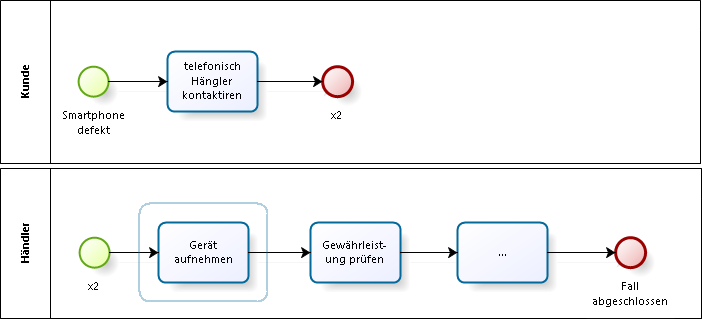 Kunde
telefonisch
Hängler
kontaktiren
Smartphone
defekt
x2
Händler
Gerät
aufnehmen
Gewährleist-
ung prüfen
...
x2
Fall
abgeschlossen